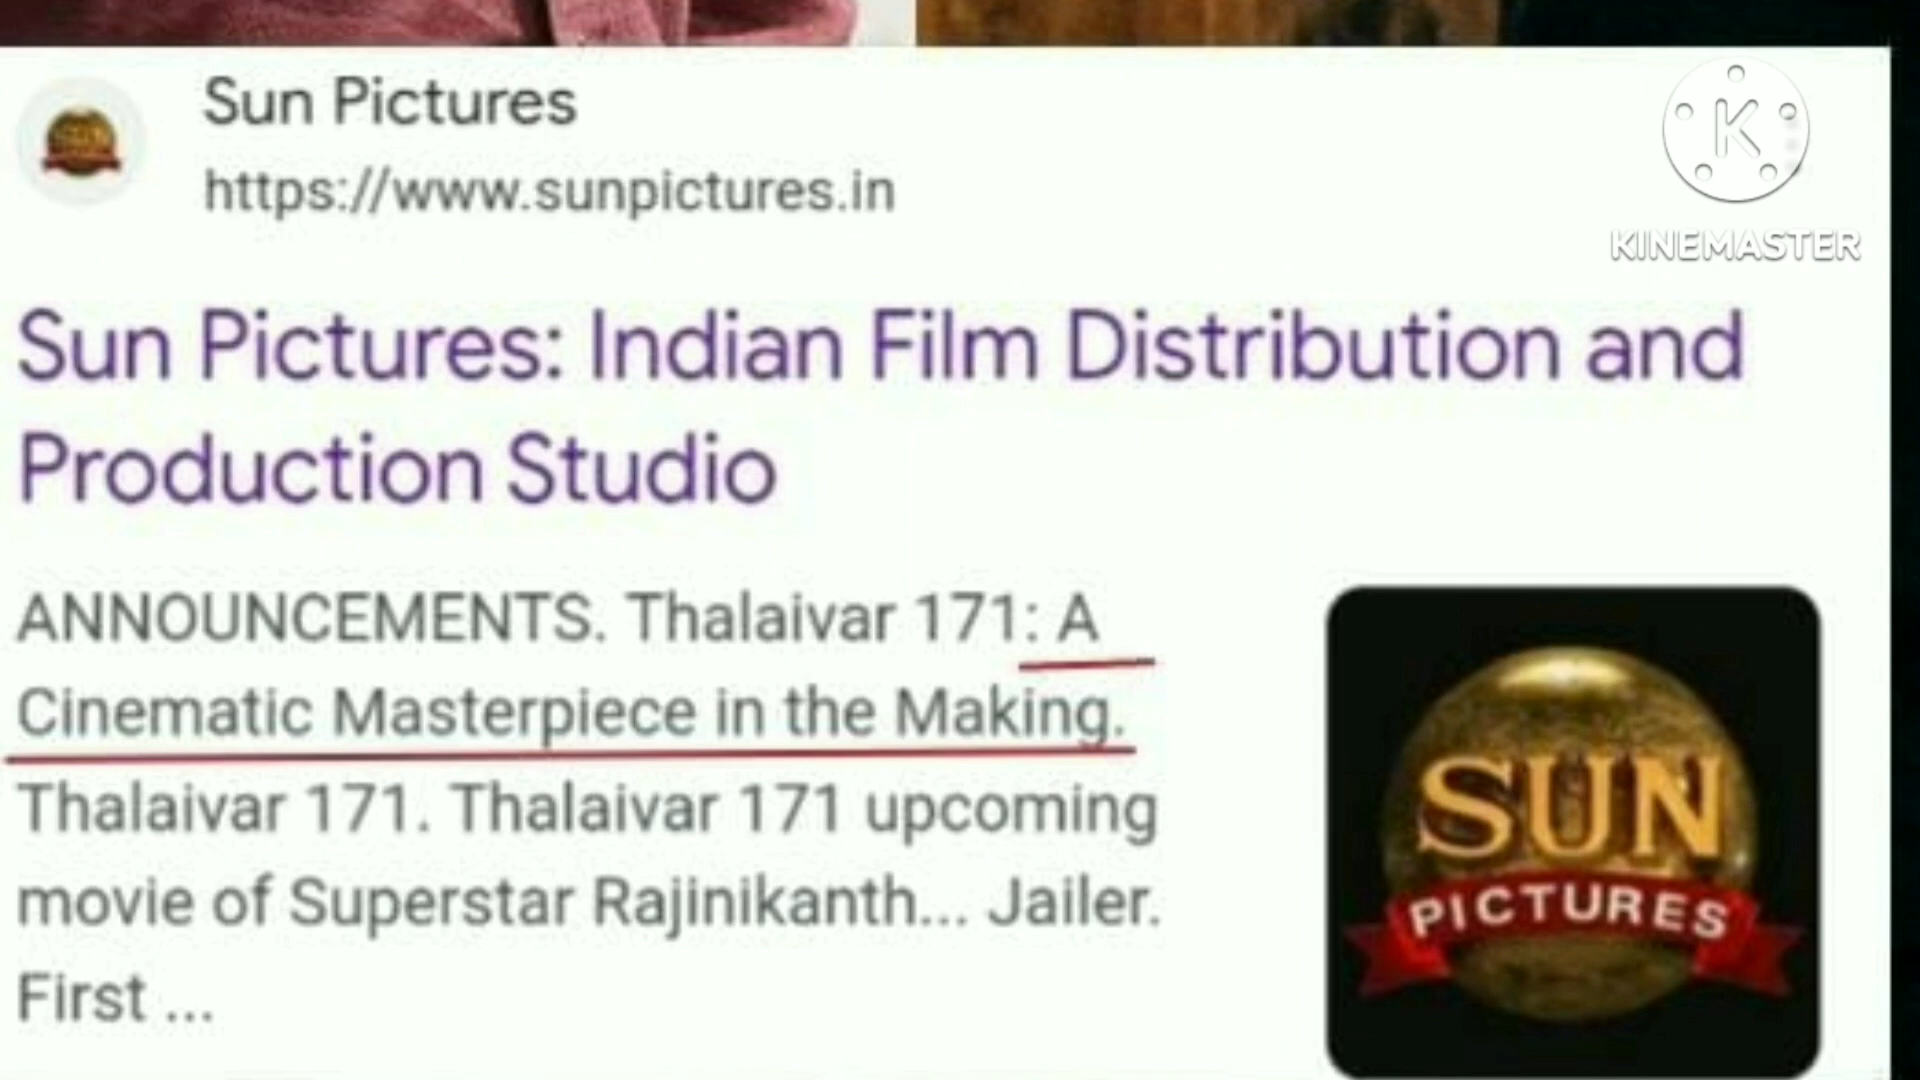 Sun Pictures
https://www.sunpictures.in
K
KINEMASTER
Sun Pictures: Indian Film Distribution and
Production Studio
ANNOUNCEMENTS. Thalaivar 171: A
Cinematic Masterpiece in the Making.
Thalaivar 171. Thalaivar 171 upcoming
movie of Superstar Rajinikanth... Jailer.
First ...
SUN
PICTURES